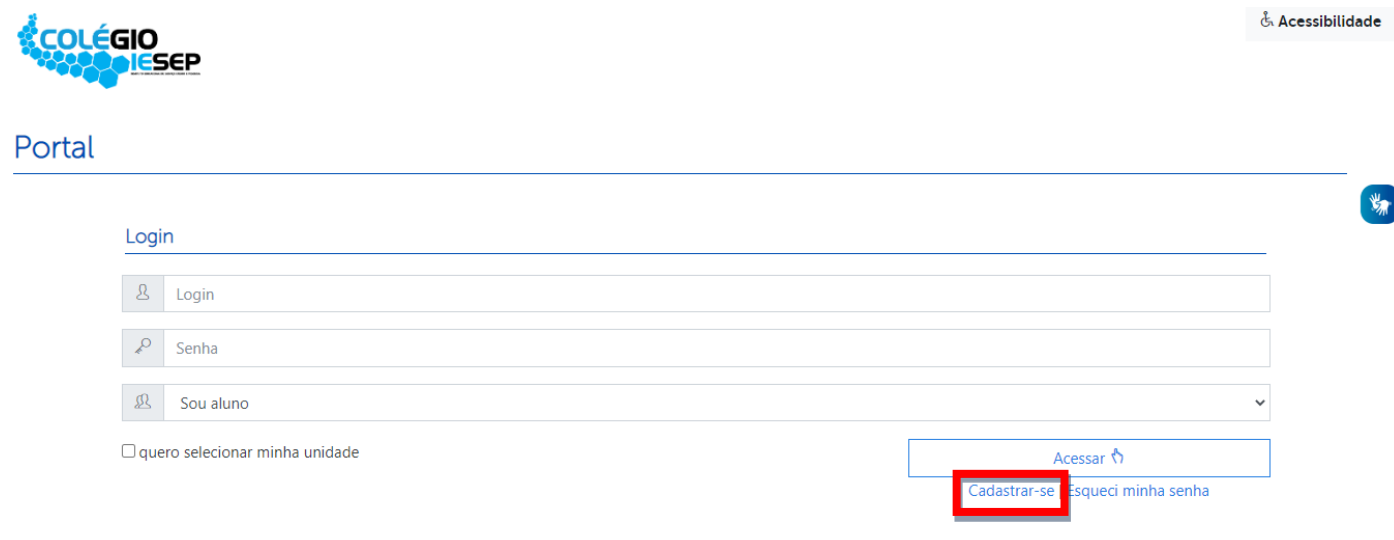 COLÉGIO
IESEP
Acessibilidade
Portal
Login
Login
Senha
Sou aluno
quero selecionar minha unidade
Acessar
Cadastrar-se | Esqueci minha senha